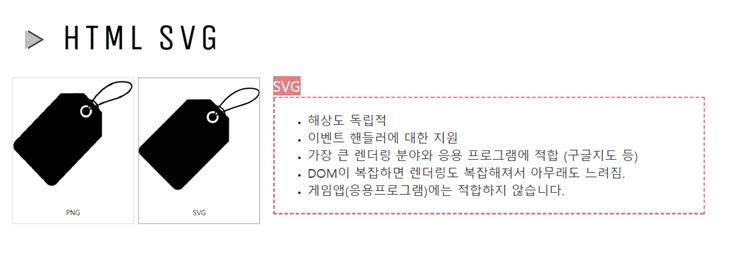 HTML SVG
PNG
SVG
SVG
해상도 독립적
이벤트 핸들러에 대한 지원
가장 큰 렌더링 분야와 응용 프로그램에 적합 (구글지도 등)
DOM이 복잡하면 렌더링도 복잡해져서 아무래도 느려짐.
게임앱(응용프로그램)에는 적합하지 않습니다.